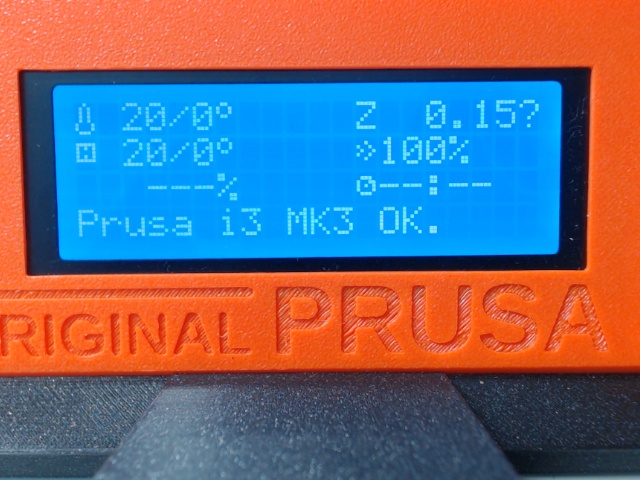 20/0° Z 0.15?
20/0° 100%
---% --:--
Prusa i3 MK3 OK.
RIGINAL PRUSA